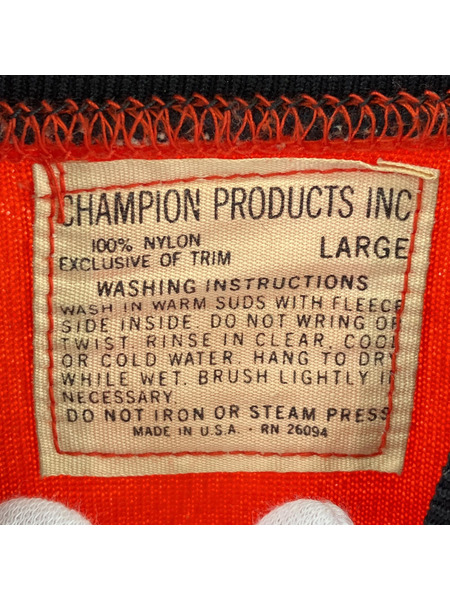 CHAMPION PRODUCTS INC
100% NYLON
EXCLUSIVE OF TRIM LARGE
WASHING INSTRUCTIONS
WASH IN WARM SUDS WITH FLEECE
SIDE INSIDE. DO NOT WRING OR
TWIST. RINSE IN CLEAR, COOL
OR COLD WATER. HANG TO DRY
WHILE WET. BRUSH LIGHTLY IF
NECESSARY.
DO NOT IRON OR STEAM PRESS
MADE IN U.S.A. · RN 26094